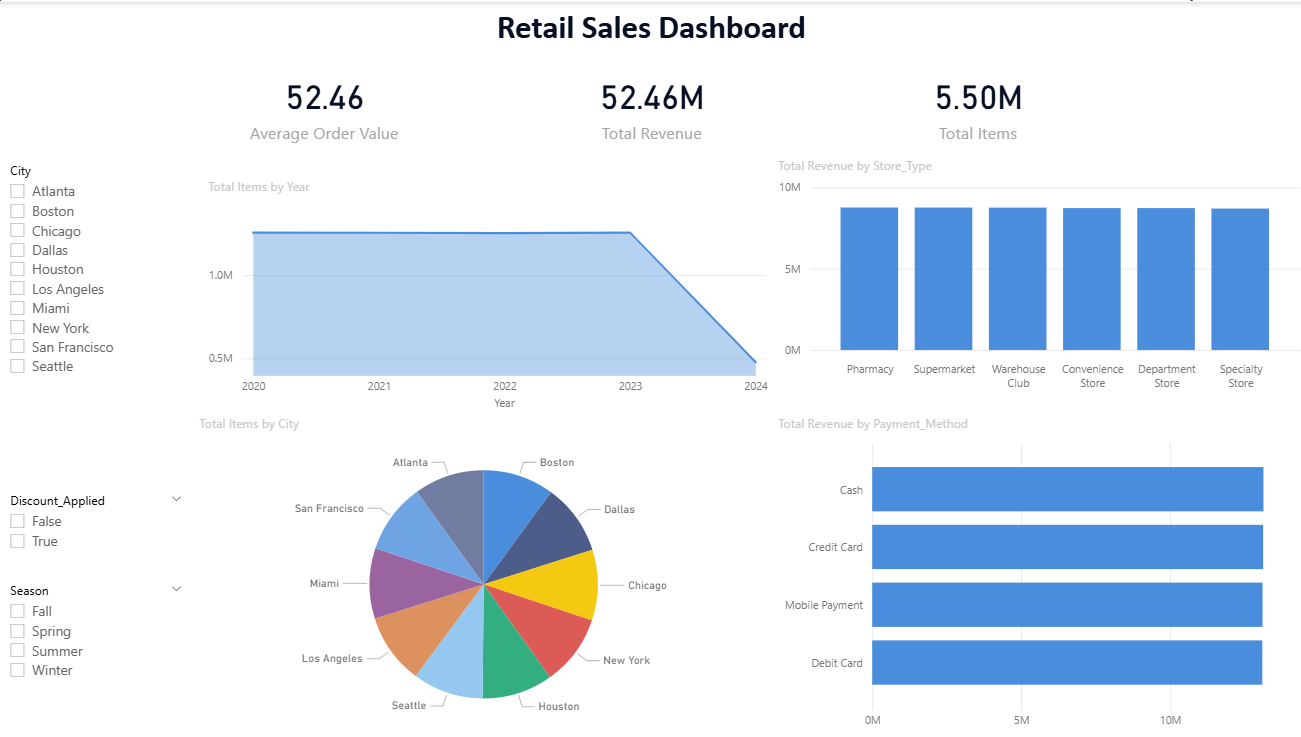 Retail Sales Dashboard
52.46
Average Order Value
52.46M
Total Revenue
5.50M
Total Items
City
Atlanta
Boston
Chicago
Dallas
Houston
Los Angeles
Miami
New York
San Francisco
Seattle
Discount_Applied
False
True
Season
Fall
Spring
Summer
Winter
Total Items by Year
1.0M
0.5M
2020
2021
2022
2023
2024
Year
Total Revenue by Store_Type
10M
5M
0M
Pharmacy
Supermarket
Warehouse
Club
Convenience
Store
Department
Store
Specialty
Store
Total Items by City
Atlanta
Boston
San Francisco
Dallas
Miami
Chicago
Los Angeles
New York
Seattle
Houston
Total Revenue by Payment_Method
Cash
Credit Card
Mobile Payment
Debit Card
0M
5M
10M